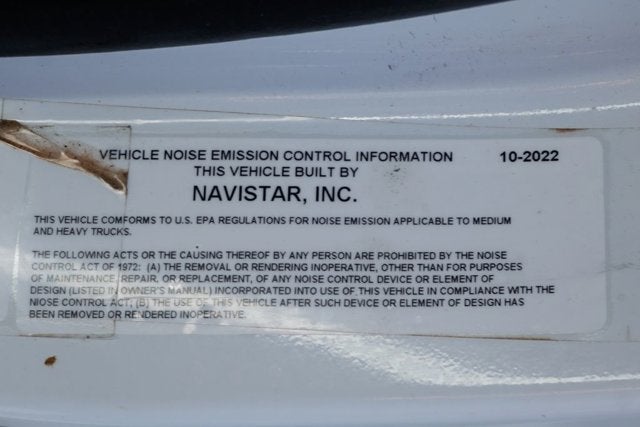 VEHICLE NOISE EMISSION CONTROL INFORMATION 10-2022
THIS VEHICLE BUILT BY
NAVISTAR, INC.
THIS VEHICLE COMFORMS TO U.S. EPA REGULATIONS FOR NOISE EMISSION APPLICABLE TO MEDIUM
AND HEAVY TRUCKS.
THE FOLLOWING ACTS OR THE CAUSING THEREOF BY ANY PERSON ARE PROHIBITED BY THE NOISE
CONTROL ACT OF 1972: (A) THE REMOVAL OR RENDERING INOPERATIVE, OTHER THAN FOR PURPOSES
OF MAINTENANCE, REPAIR, OR REPLACEMENT, OF ANY NOISE CONTROL DEVICE OR ELEMENT OF
DESIGN (LISTED IN OWNER'S MANUAL) INCORPORATED INTO USE OF THIS VEHICLE IN COMPLIANCE WITH THE
NIOSE CONTROL ACT; (B) THE USE OF THIS VEHICLE AFTER SUCH DEVICE OR ELEMENT OF DESIGN HAS
BEEN REMOVED OR RENDERED INOPERATIVE.